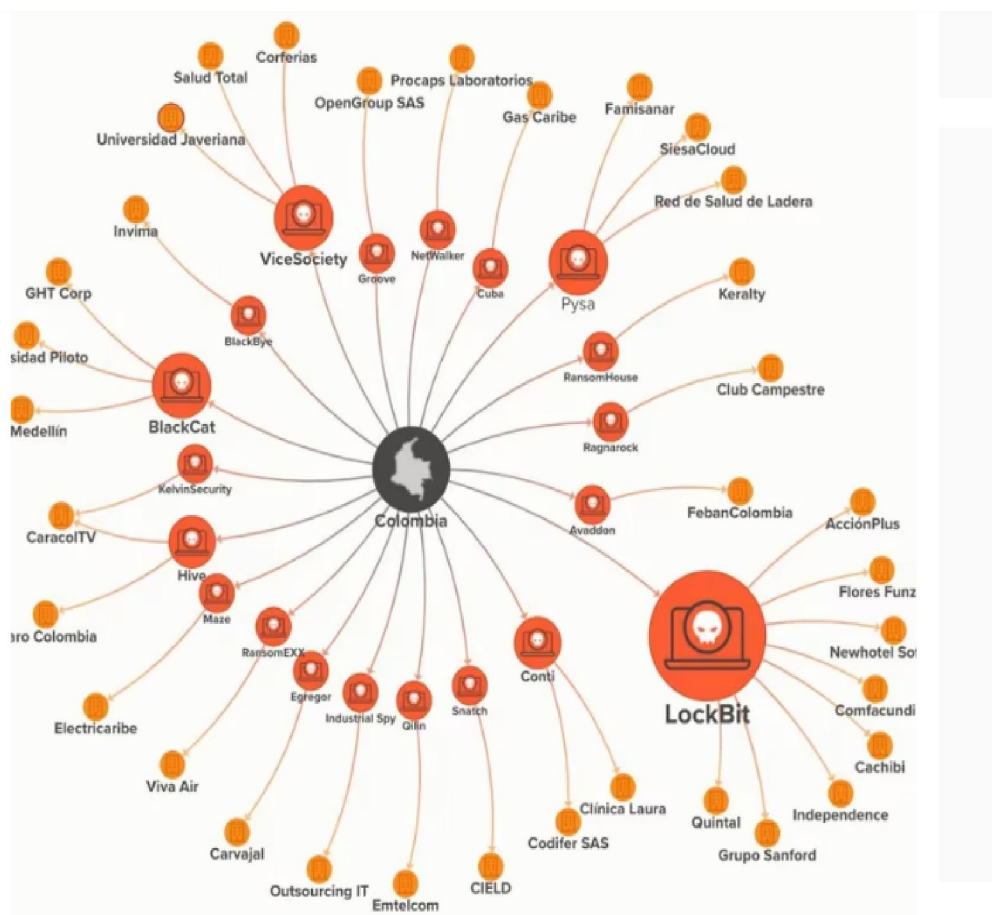 Corferias
Salud Total
Procaps Laboratorios
OpenGroup SAS
Gas Caribe
Famisanar
Universidad Javeriana
SiesaCloud
Red de Salud de Ladera
Invima
ViceSociety
NetWalker
Groove
Cuba
Pysa
GHT Corp
Keralty
BlackBye
sidad Piloto
RansomHouse
Club Campestre
BlackCat
Medellín
Ragnarock
KelvinSecurity
Colombia
FebanColombia
AcciónPlus
CaracolTV
Avaddon
Hive
Flores Funz
Maze
aro Colombia
RansomEXX
Newhotel Sof
Conti
Egregor
Industrial Spy
Qilin
Snatch
LockBit
Comfacundi
Electricaribe
Cachibi
Viva Air
Clínica Laura
Quintal
Independence
Codifer SAS
Carvajal
Grupo Sanford
Outsourcing IT
Emtelcom
CIELD